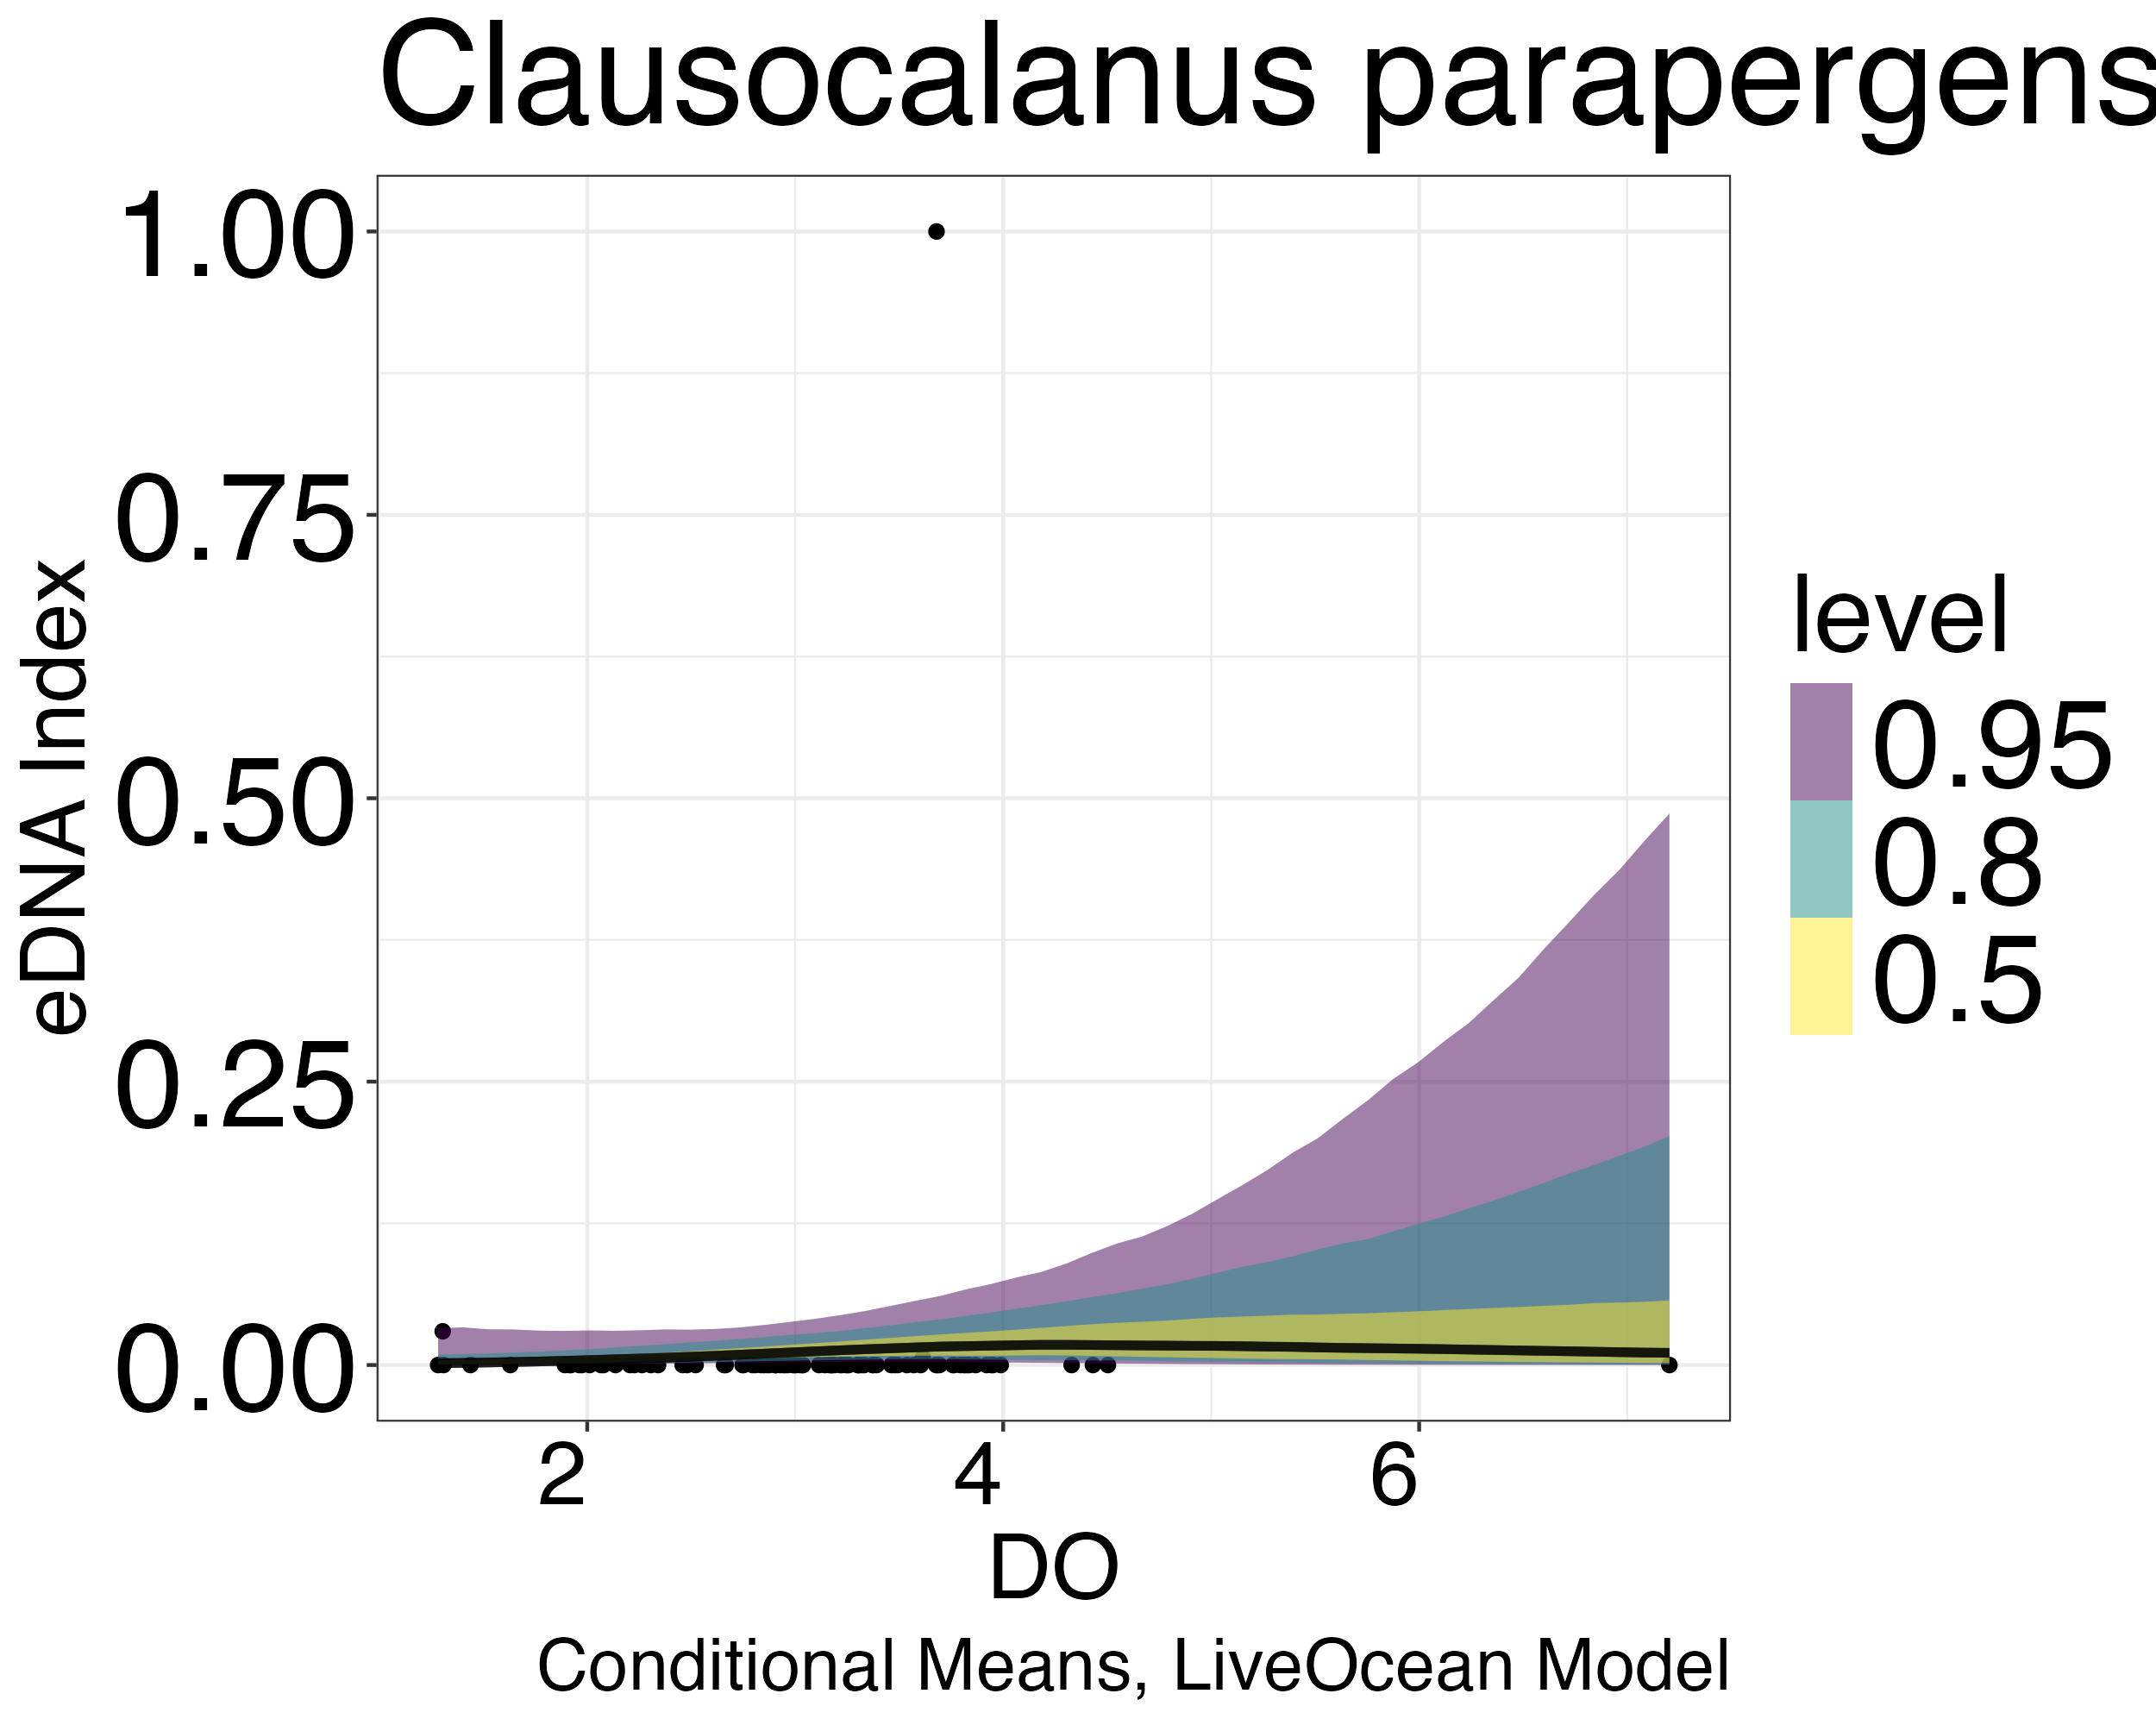 Clausocalanus parapergens
1.00
0.75
0.50
0.25
0.00
eDNA Index
2 4 6
DO
Conditional Means, LiveOcean Model
level
0.95
0.8
0.5